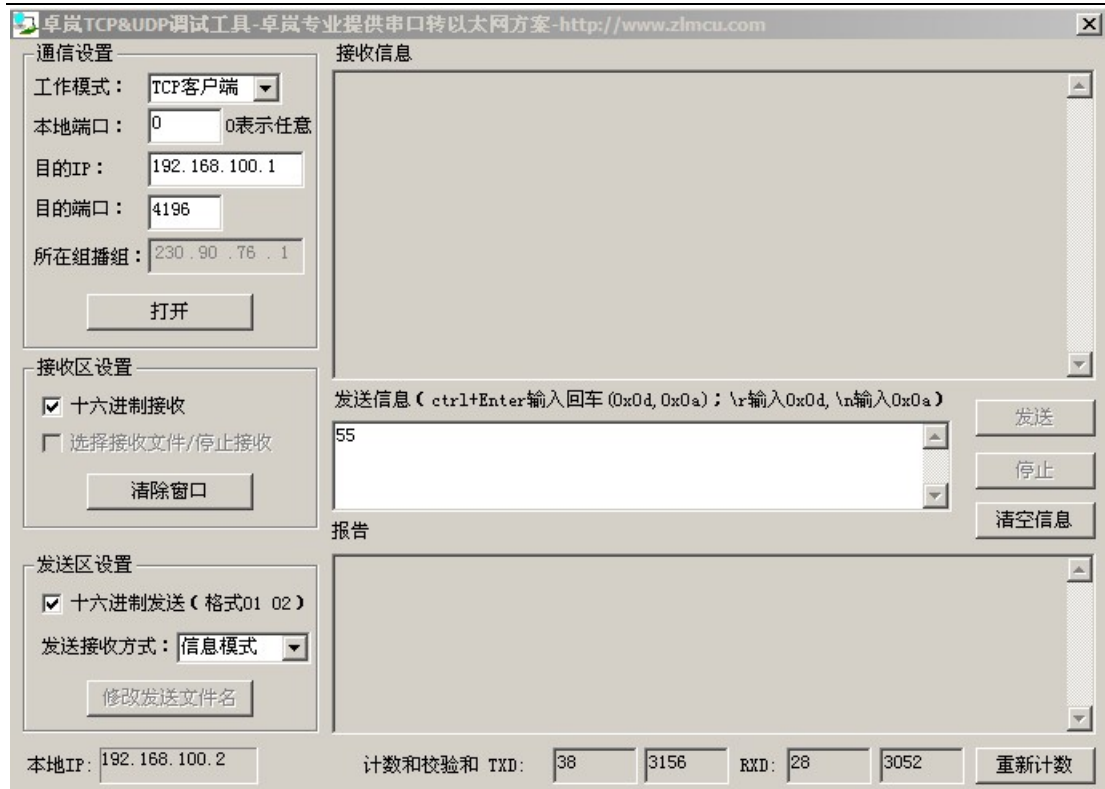 卓岚TCP&UDP调试工具-卓岚专业提供串口转以太网方案-http://www.zlmcu.com
通信设置
工作模式： TCP客户端
本地端口： 0 0表示任意
目的IP： 192.168.100.1
目的端口： 4196
所在组播组： 230 .90 .76 . 1
打开
接收区设置
十六进制接收
选择接收文件/停止接收
清除窗口
发送区设置
十六进制发送（格式01 02）
发送接收方式： 信息模式
修改发送文件名
接收信息
发送信息（ctrl+Enter输入回车(0x0d,0x0a)；\r输入0x0d,\n输入0x0a）
55
发送
停止
清空信息
报告
本地IP: 192.168.100.2
计数和校验和 TXD: 38 3156 RXD: 28 3052 重新计数